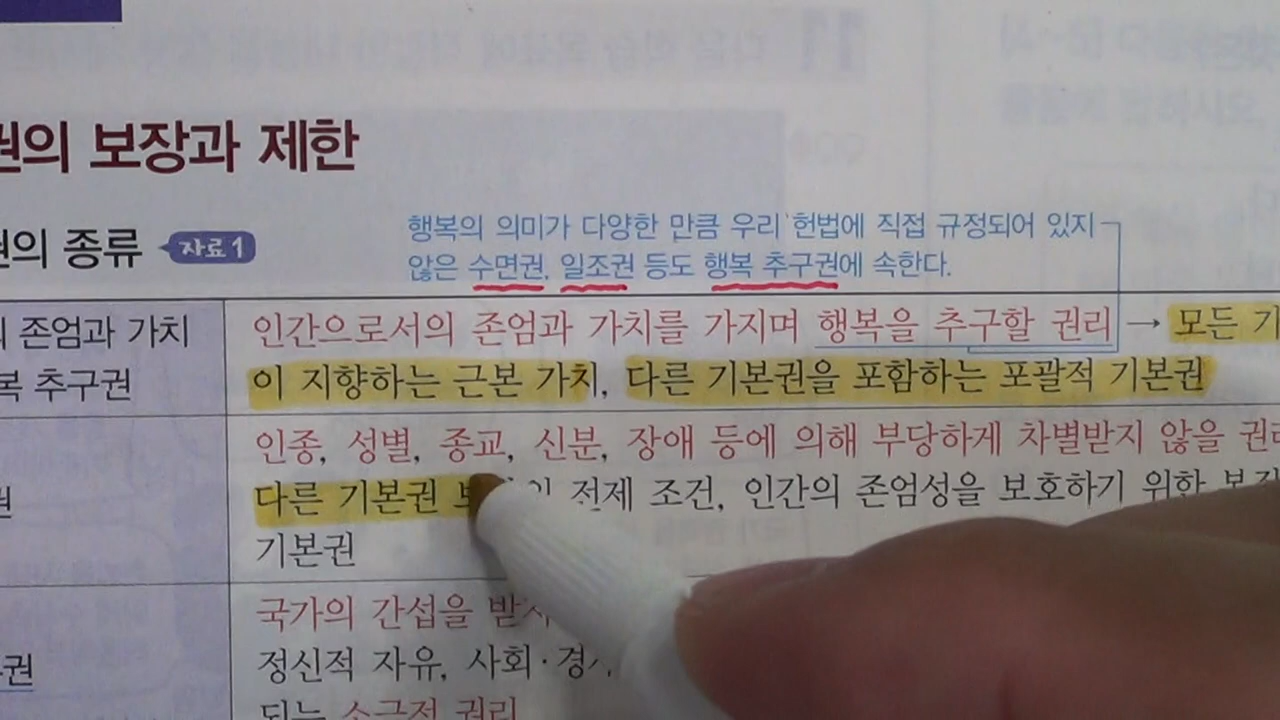 권의 보장과 제한
권의 종류 자료1
행복의 의미가 다양한 만큼 우리 헌법에 직접 규정되어 있지
않은 수면권, 일조권 등도 행복 추구권에 속한다.
존엄과 가치
추구권
인간으로서의 존엄과 가치를 가지며 행복을 추구할 권리 → 모든
이 지향하는 근본 가치, 다른 기본권을 포함하는 포괄적 기본권
인종, 성별, 종교, 신분, 장애 등에 의해 부당하게 차별받지 않을
다른 기본권 전제 조건, 인간의 존엄성을 보호하기 위한
기본권
국가의 간섭을
정신적 자유, 사회·
되는 소극적 권리